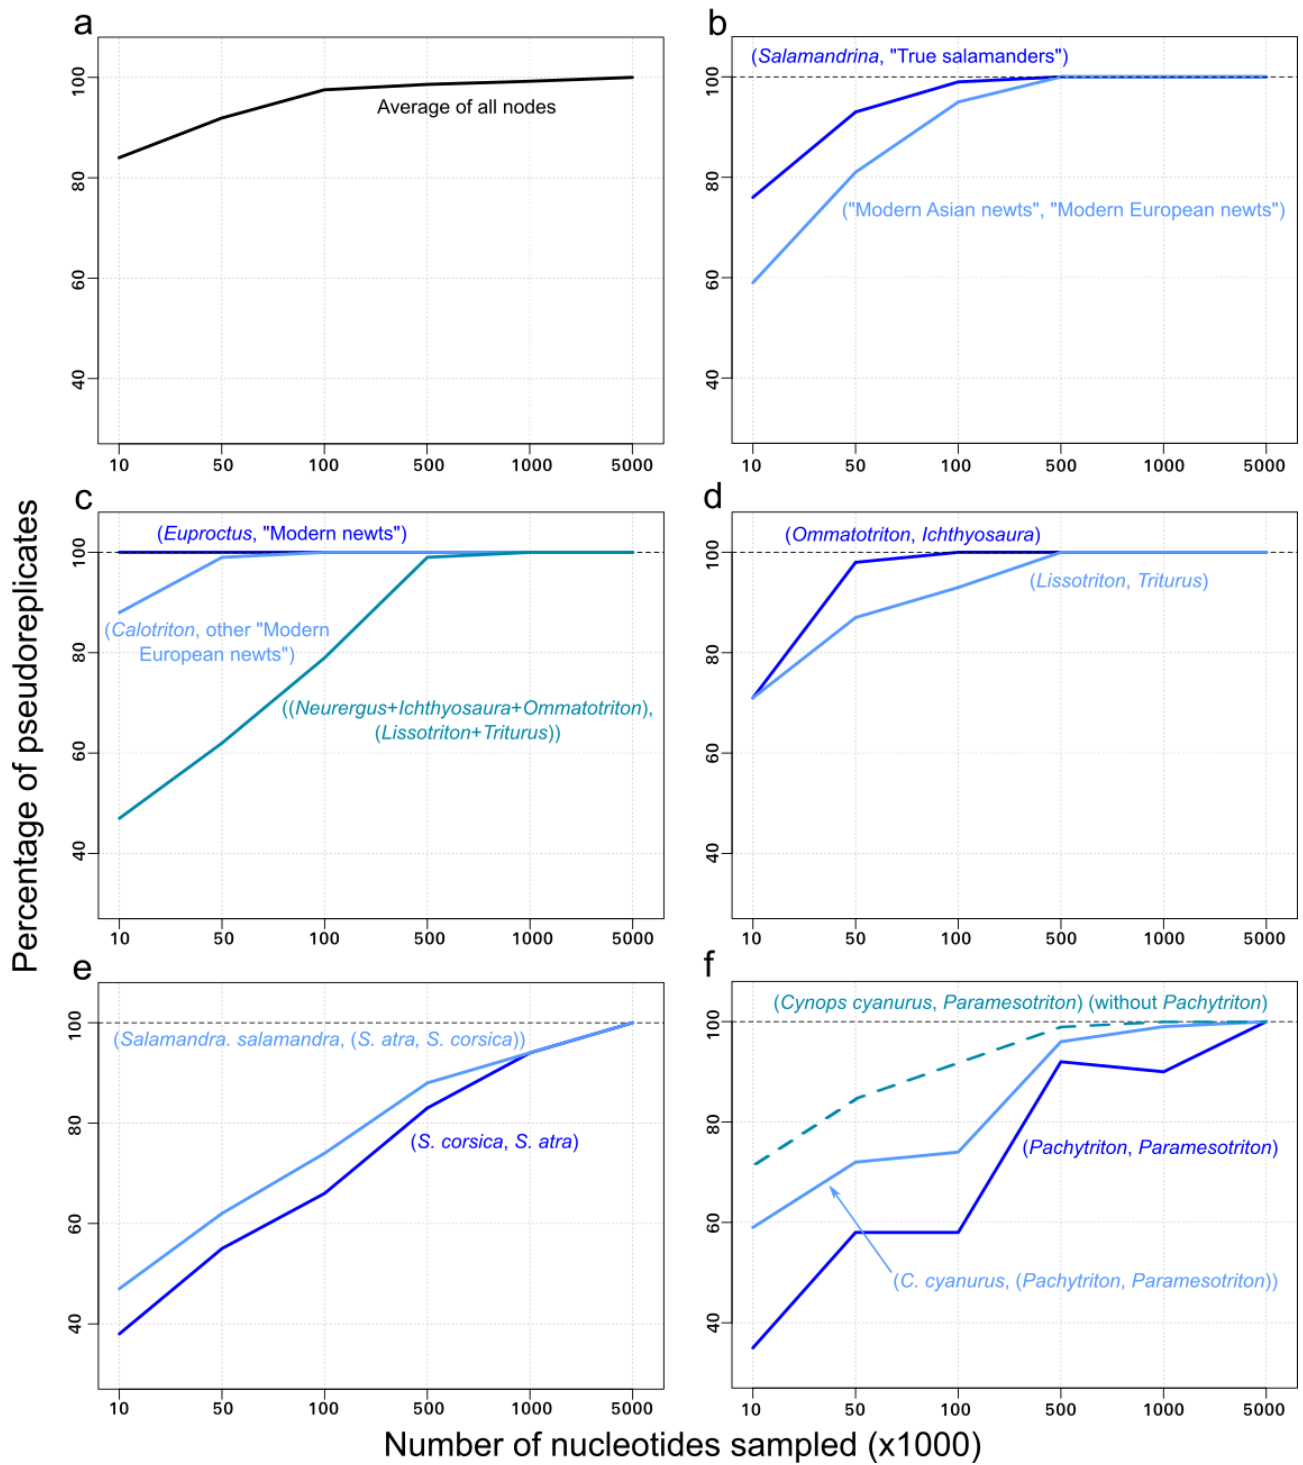 a
100
80
60
40
Average of all nodes
10 50 100 500 1000 5000
b
(Salamandrina, "True salamanders")
100
80
60
40
("Modern Asian newts", "Modern European newts")
10 50 100 500 1000 5000
c
(Euproctus, "Modern newts")
100
80
60
40
(Calotriton, other "Modern
European newts")
((Neurergus+Ichthyosaura+Ommatotriton),
(Lissotriton+Triturus))
10 50 100 500 1000 5000
d
(Ommatotriton, Ichthyosaura)
100
80
60
40
(Lissotriton, Triturus)
10 50 100 500 1000 5000
e
100
80
60
40
(Salamandra. salamandra, (S. atra, S. corsica))
(S. corsica, S. atra)
10 50 100 500 1000 5000
f
(Cynops cyanurus, Paramesotriton) (without Pachytriton)
100
80
60
40
(Pachytriton, Paramesotriton)
(C. cyanurus, (Pachytriton, Paramesotriton))
10 50 100 500 1000 5000
Percentage of pseudoreplicates
Number of nucleotides sampled (x1000)